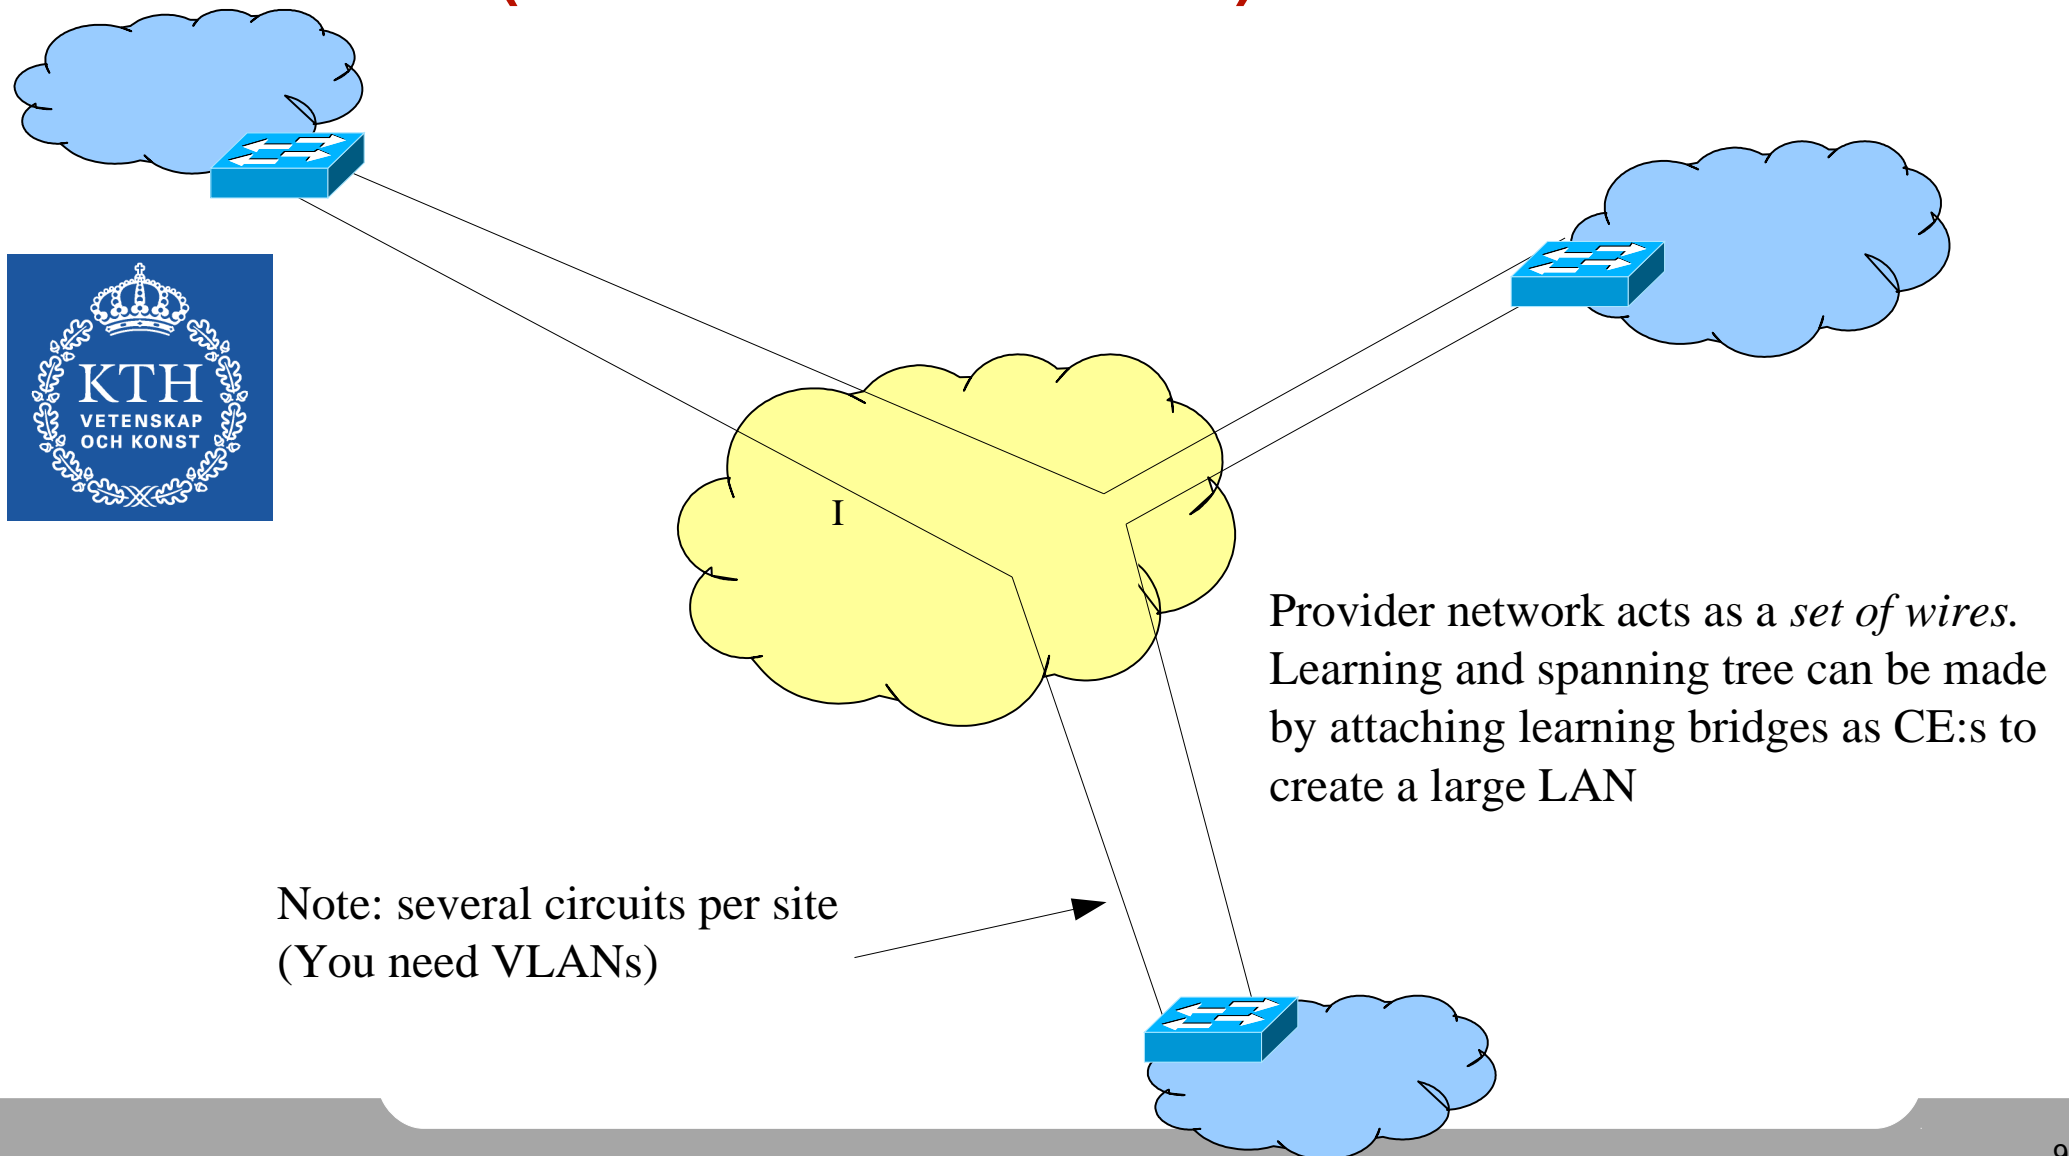 KTH
VETENSKAP
OCH KONST
I
Provider network acts as a set of wires.
Learning and spanning tree can be made
by attaching learning bridges as CE:s to
create a large LAN
Note: several circuits per site
(You need VLANs)